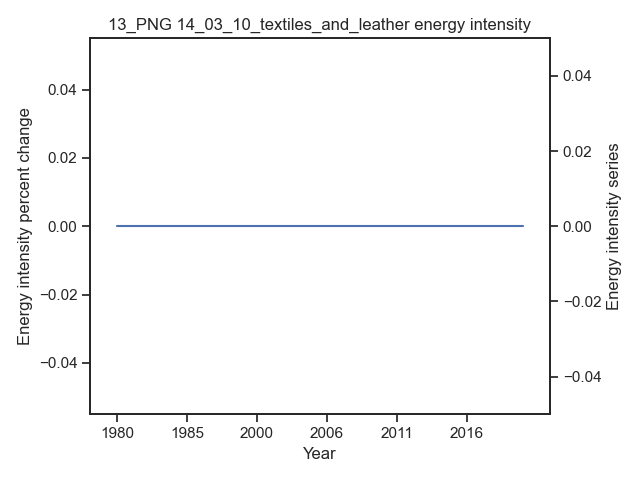 13_PNG 14_03_10_textiles_and_leather energy intensity
Energy intensity percent change
0.04
0.02
0.00
−0.02
−0.04
0.04
0.02
0.00
−0.02
−0.04
Energy intensity series
1980 1985 2000 2006 2011 2016
Year